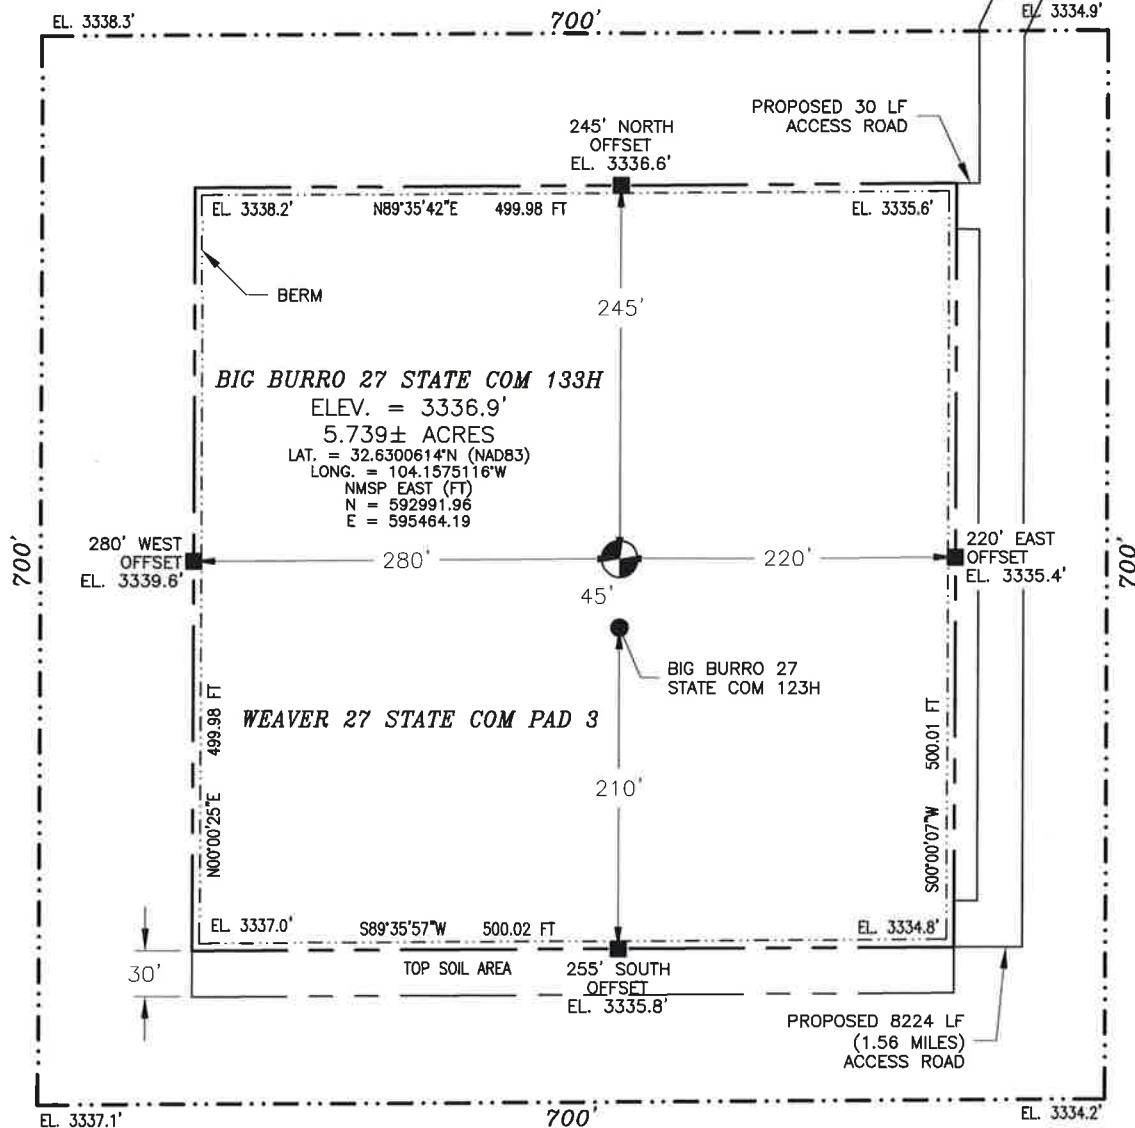 EL. 3338.3'
700'
EL. 3334.9'
PROPOSED 30 LF
ACCESS ROAD
245' NORTH
OFFSET
EL. 3336.6'
EL. 3338.2'
N89°35'42"E 499.98 FT
EL. 3335.6'
BERM
245'
BIG BURRO 27 STATE COM 133H
ELEV. = 3336.9'
5.739± ACRES
LAT. = 32.6300614°N (NAD83)
LONG. = 104.1575116°W
NMSP EAST (FT)
N = 592991.96
E = 595464.19
700'
280' WEST
OFFSET
EL. 3339.6'
280'
220'
220' EAST
OFFSET
EL. 3335.4'
700'
45'
BIG BURRO 27
STATE COM 123H
WEAVER 27 STATE COM PAD 3
N00°00'25"E 499.98 FT
210'
S00°00'07"W 500.01 FT
EL. 3337.0'
S89°35'57"W 500.02 FT
EL. 3334.8'
30'
TOP SOIL AREA
255' SOUTH
OFFSET
EL. 3335.8'
PROPOSED 8224 LF
(1.56 MILES)
ACCESS ROAD
EL. 3337.1'
700'
EL. 3334.2'